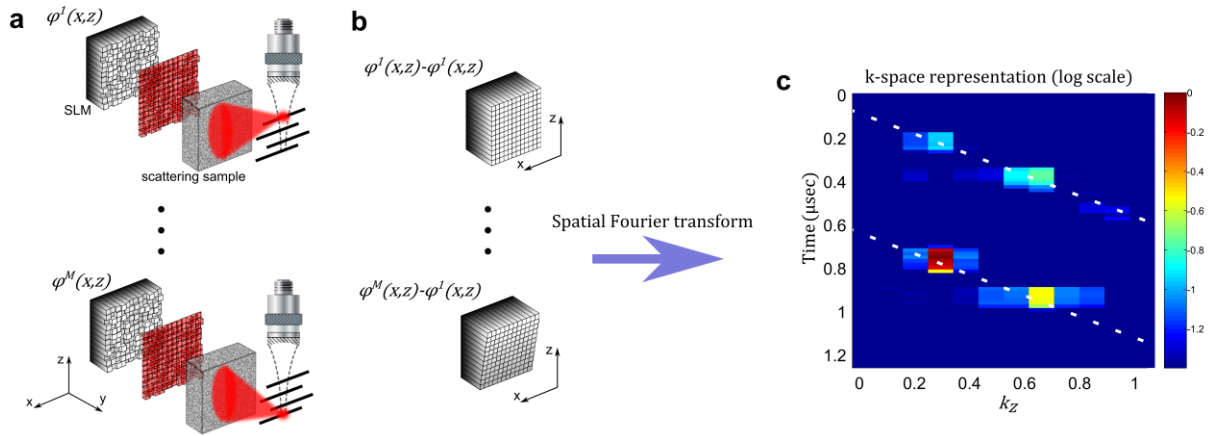 a
φ¹(x,z)
SLM
scattering sample
φᴹ(x,z)
z
x
y
b
φ¹(x,z)-φ¹(x,z)
z
x
Spatial Fourier transform
φᴹ(x,z)-φ¹(x,z)
z
x
c
k-space representation (log scale)
Time (μsec)
0
0.2
0.4
0.6
0.8
1
1.2
0 0.2 0.4 0.6 0.8 1
k_z
0
-0.2
-0.4
-0.6
-0.8
-1
-1.2